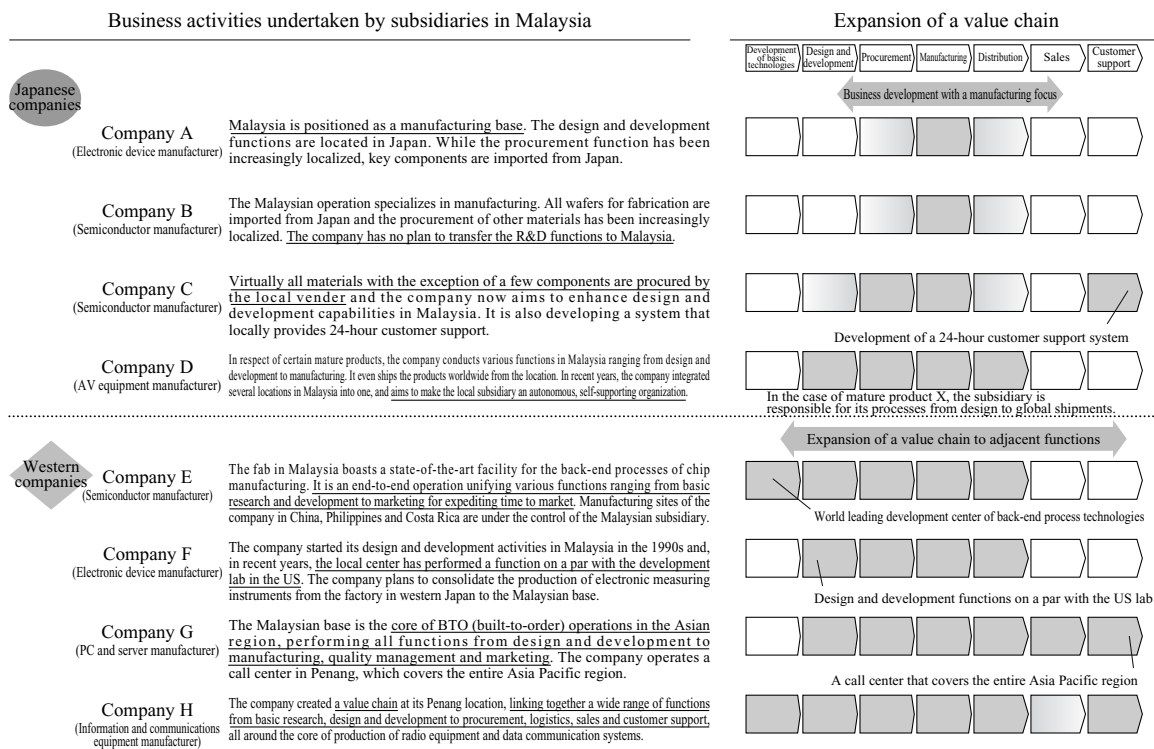 Business activities undertaken by subsidiaries in Malaysia
Expansion of a value chain
Development
of basic
technologies
Design and
development
Procurement
Manufacturing
Distribution
Sales
Customer
support
Business development with a manufacturing focus
Japanese
companies
Company A
(Electronic device manufacturer)
Malaysia is positioned as a manufacturing base. The design and development
functions are located in Japan. While the procurement function has been
increasingly localized, key components are imported from Japan.
Company B
(Semiconductor manufacturer)
The Malaysian operation specializes in manufacturing. All wafers for fabrication are
imported from Japan and the procurement of other materials has been increasingly
localized. The company has no plan to transfer the R&D functions to Malaysia.
Company C
(Semiconductor manufacturer)
Virtually all materials with the exception of a few components are procured by
the local vender and the company now aims to enhance design and
development capabilities in Malaysia. It is also developing a system that
locally provides 24-hour customer support.
Development of a 24-hour customer support system
Company D
(AV equipment manufacturer)
In respect of certain mature products, the company conducts various functions in Malaysia ranging from design and
development to manufacturing. It even ships the products worldwide from the location. In recent years, the company integrated
several locations in Malaysia into one, and aims to make the local subsidiary an autonomous, self-supporting organization.
In the case of mature product X, the subsidiary is
responsible for its processes from design to global shipments.
Western
companies
Expansion of a value chain to adjacent functions
Company E
(Semiconductor manufacturer)
The fab in Malaysia boasts a state-of-the-art facility for the back-end processes of chip
manufacturing. It is an end-to-end operation unifying various functions ranging from basic
research and development to marketing for expediting time to market. Manufacturing sites of the
company in China, Philippines and Costa Rica are under the control of the Malaysian subsidiary.
World leading development center of back-end process technologies
Company F
(Electronic device manufacturer)
The company started its design and development activities in Malaysia in the 1990s and,
in recent years, the local center has performed a function on a par with the development
lab in the US. The company plans to consolidate the production of electronic measuring
instruments from the factory in western Japan to the Malaysian base.
Design and development functions on a par with the US lab
Company G
(PC and server manufacturer)
The Malaysian base is the core of BTO (built-to-order) operations in the Asian
region, performing all functions from design and development to
manufacturing, quality management and marketing. The company operates a
call center in Penang, which covers the entire Asia Pacific region.
A call center that covers the entire Asia Pacific region
Company H
(Information and communications
equipment manufacturer)
The company created a value chain at its Penang location, linking together a wide range of functions
from basic research, design and development to procurement, logistics, sales and customer support,
all around the core of production of radio equipment and data communication systems.